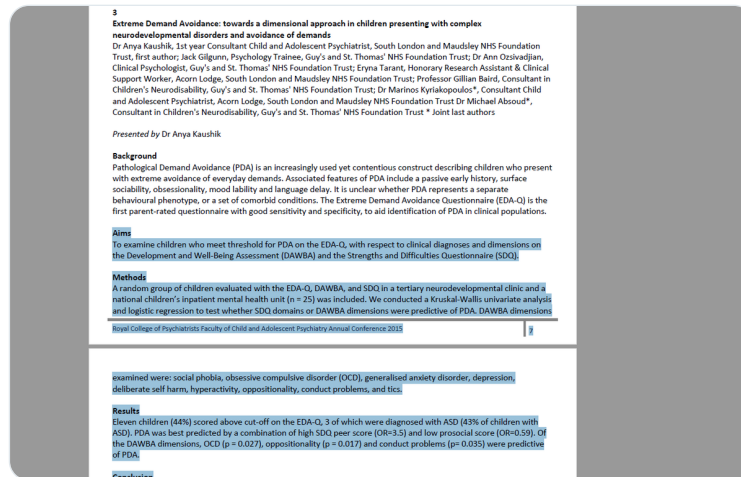 3
Extreme Demand Avoidance: towards a dimensional approach in children presenting with complex
neurodevelopmental disorders and avoidance of demands
Dr Anya Kaushik, 1st year Consultant Child and Adolescent Psychiatrist, South London and Maudsley NHS Foundation
Trust, first author; Jack Gilgunn, Psychology Trainee, Guy's and St. Thomas' NHS Foundation Trust; Dr Ann Ozsivadjian,
Clinical Psychologist, Guy's and St. Thomas' NHS Foundation Trust; Eryna Tarant, Honorary Research Assistant & Clinical
Support Worker, Acorn Lodge, South London and Maudsley NHS Foundation Trust; Professor Gillian Baird, Consultant in
Children's Neurodisability, Guy's and St. Thomas' NHS Foundation Trust; Dr Marinos Kyriakopoulos*, Consultant Child
and Adolescent Psychiatrist, Acorn Lodge, South London and Maudsley NHS Foundation Trust Dr Michael Absoud*,
Consultant in Children's Neurodisability, Guy's and St. Thomas' NHS Foundation Trust * Joint last authors
Presented by Dr Anya Kaushik
Background
Pathological Demand Avoidance (PDA) is an increasingly used yet contentious construct describing children who present
with extreme avoidance of everyday demands. Associated features of PDA include a passive early history, surface
sociability, obsessionality, mood lability and language delay. It is unclear whether PDA represents a separate
behavioural phenotype, or a set of comorbid conditions. The Extreme Demand Avoidance Questionnaire (EDA-Q) is the
first parent-rated questionnaire with good sensitivity and specificity, to aid identification of PDA in clinical populations.
Aims
To examine children who meet threshold for PDA on the EDA-Q, with respect to clinical diagnoses and dimensions on
the Development and Well-Being Assessment (DAWBA) and the Strengths and Difficulties Questionnaire (SDQ).
Methods
A random group of children evaluated with the EDA-Q, DAWBA, and SDQ in a tertiary neurodevelopmental clinic and a
national children's inpatient mental health unit (n = 25) was included. We conducted a Kruskal-Wallis univariate analysis
and logistic regression to test whether SDQ domains or DAWBA dimensions were predictive of PDA. DAWBA dimensions
Royal College of Psychiatrists Faculty of Child and Adolescent Psychiatry Annual Conference 2015 7
examined were: social phobia, obsessive compulsive disorder (OCD), generalised anxiety disorder, depression,
deliberate self harm, hyperactivity, oppositionality, conduct problems, and tics.
Results
Eleven children (44%) scored above cut-off on the EDA-Q, 3 of which were diagnosed with ASD (43% of children with
ASD). PDA was best predicted by a combination of high SDQ peer score (OR=3.5) and low prosocial score (OR=0.59). Of
the DAWBA dimensions, OCD (p = 0.027), oppositionality (p = 0.017) and conduct problems (p= 0.035) were predictive
of PDA.
Conclusion